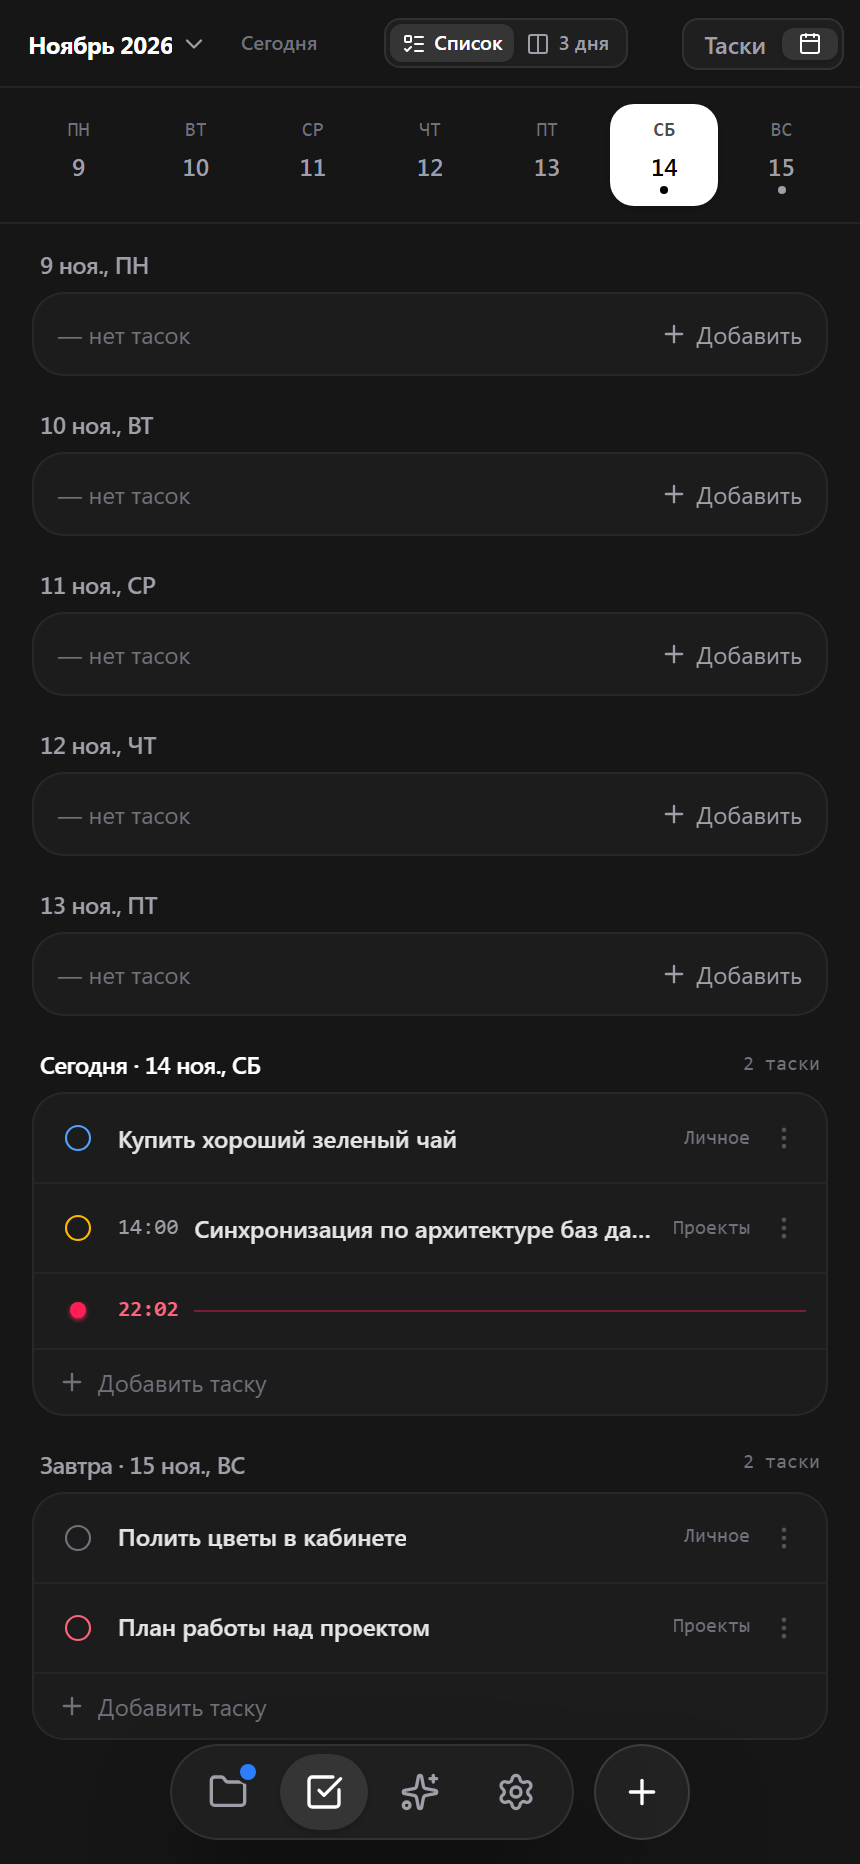 Ноябрь 2026 Сегодня Список 3 дня Таски
ПН ВТ СР ЧТ ПТ СБ ВС
9 10 11 12 13 14 15
9 ноя., ПН
— нет тасок + Добавить
10 ноя., ВТ
— нет тасок + Добавить
11 ноя., СР
— нет тасок + Добавить
12 ноя., ЧТ
— нет тасок + Добавить
13 ноя., ПТ
— нет тасок + Добавить
Сегодня · 14 ноя., СБ 2 таски
Купить хороший зеленый чай Личное
14:00 Синхронизация по архитектуре баз да... Проекты
22:02
+ Добавить таску
Завтра · 15 ноя., ВС 2 таски
Полить цветы в кабинете Личное
План работы над проектом Проекты
+ Добавить таску